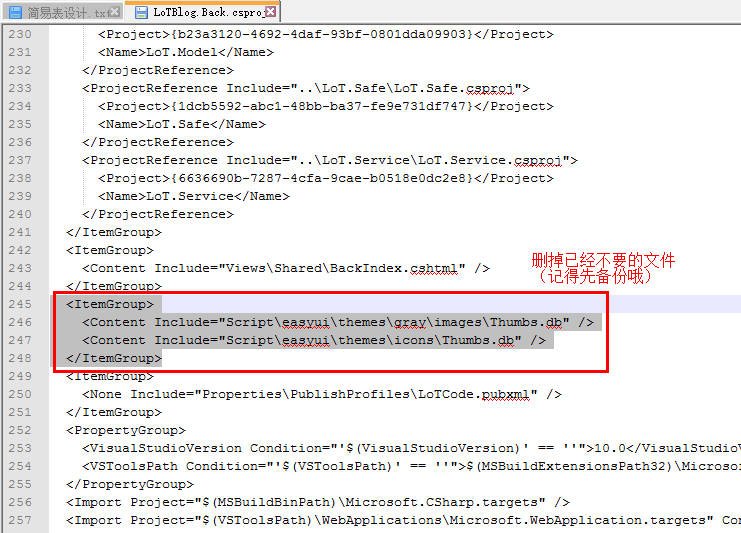 简易表设计.txt LoTBlog.Back.csproj
230 <Project>{b23a3120-4692-4daf-93bf-0801dda09903}</Project>
231 <Name>LoT.Model</Name>
232 </ProjectReference>
233 <ProjectReference Include="..\LoT.Safe\LoT.Safe.csproj">
234 <Project>{1dcb5592-abc1-48bb-ba37-fe9e731df747}</Project>
235 <Name>LoT.Safe</Name>
236 </ProjectReference>
237 <ProjectReference Include="..\LoT.Service\LoT.Service.csproj">
238 <Project>{6636690b-7287-4cfa-9cae-b0518e0dc2e8}</Project>
239 <Name>LoT.Service</Name>
240 </ProjectReference>
241 </ItemGroup>
242 <ItemGroup>
243 <Content Include="Views\Shared\BackIndex.cshtml" />
删掉已经不要的文件
(记得先备份哦)
244 </ItemGroup>
245 <ItemGroup>
246 <Content Include="Script\easyui\themes\gray\images\Thumbs.db" />
247 <Content Include="Script\easyui\themes\icons\Thumbs.db" />
248 </ItemGroup>
249 <ItemGroup>
250 <None Include="Properties\PublishProfiles\LoTCode.pubxml" />
251 </ItemGroup>
252 <PropertyGroup>
253 <VisualStudioVersion Condition="'$(VisualStudioVersion)' == ''">10.0</VisualStudioV
254 <VSToolsPath Condition="'$(VSToolsPath)' == ''">$(MSBuildExtensionsPath32)\Microsof
255 </PropertyGroup>
256 <Import Project="$(MSBuildBinPath)\Microsoft.CSharp.targets" />
257 <Import Project="$(VSToolsPath)\WebApplications\Microsoft.WebApplication.targets" Con